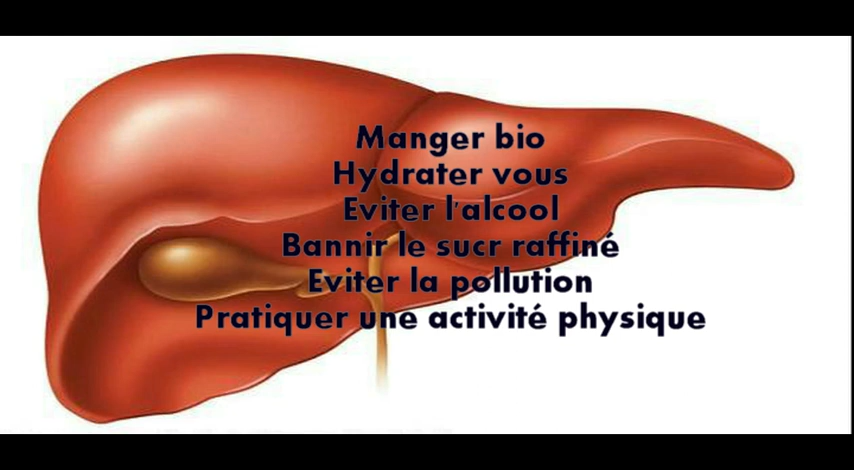 Manger bio
Hydrater vous
Eviter l'alcool
Bannir le sucr raffiné
Eviter la pollution
Pratiquer une activité physique